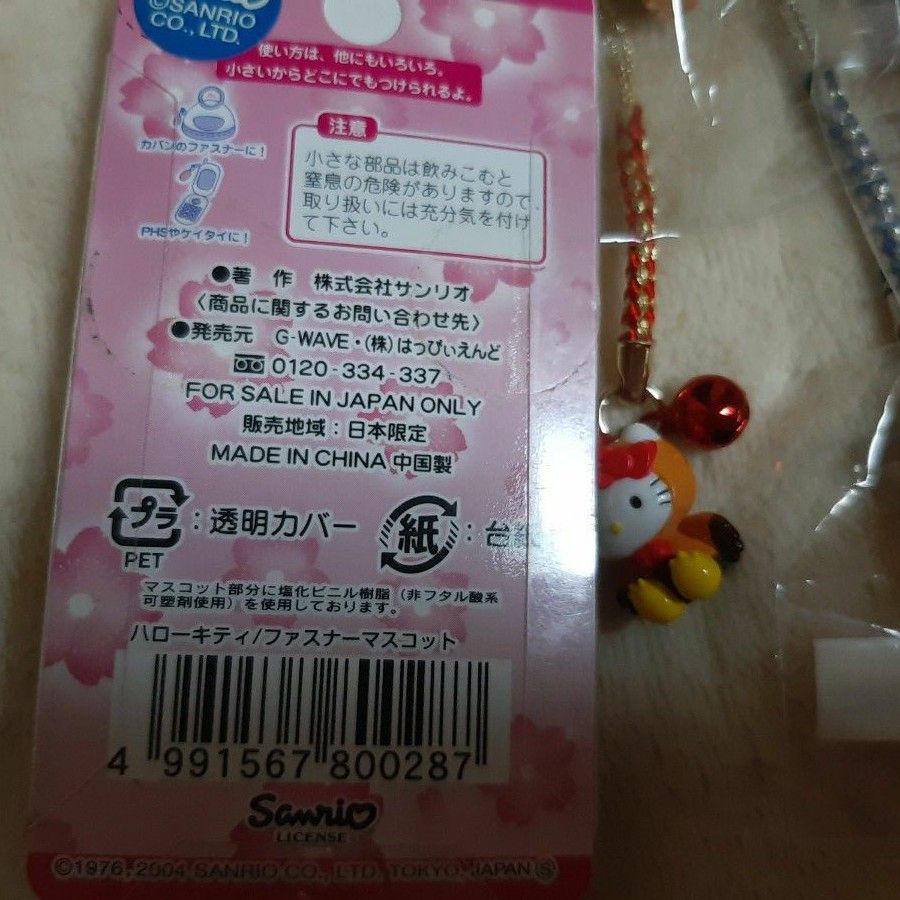 ©SANRIO
CO., LTD.
使い方は、他にもいろいろ。
小さいからどこにでもつけられるよ。
カバンのファスナーに！
PHSやケイタイに！
注意
小さな部品は飲みこむと
窒息の危険がありますので、
取り扱いには充分気を付け
て下さい。
●著 作 株式会社サンリオ
〈商品に関するお問い合わせ先〉
●発売元 G-WAVE・(株)はっぴぃえんど
0120-334-337
FOR SALE IN JAPAN ONLY
販売地域：日本限定
MADE IN CHINA 中国製
プラ：透明カバー
PET
紙：台紙
マスコット部分に塩化ビニル樹脂（非フタル酸系
可塑剤使用）を使用しております。
ハローキティ/ファスナーマスコット
4 991567 800287
Sanrio
LICENSE
©1976, 2004 SANRIO CO., LTD. TOKYO, JAPAN Ⓢ